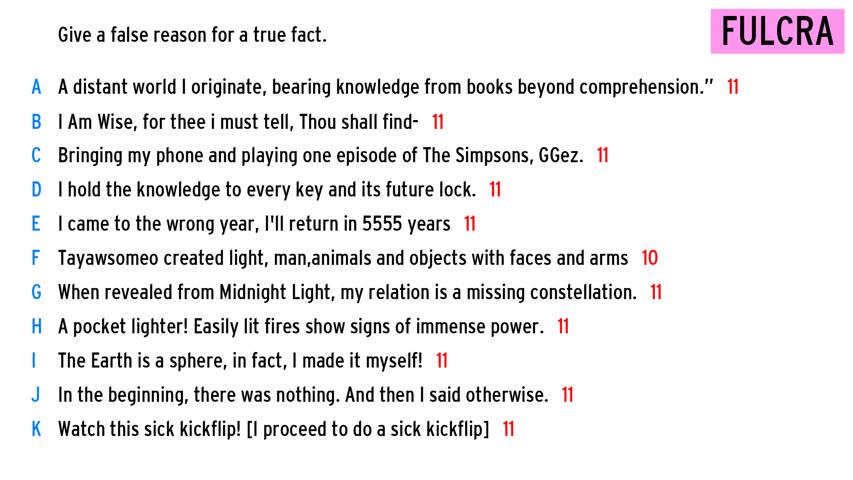 Give a false reason for a true fact.
FULCRA
A A distant world I originate, bearing knowledge from books beyond comprehension.” 11
B I Am Wise, for thee i must tell, Thou shall find- 11
C Bringing my phone and playing one episode of The Simpsons, GGez. 11
D I hold the knowledge to every key and its future lock. 11
E I came to the wrong year, I'll return in 5555 years 11
F Tayawsomeo created light, man,animals and objects with faces and arms 10
G When revealed from Midnight Light, my relation is a missing constellation. 11
H A pocket lighter! Easily lit fires show signs of immense power. 11
I The Earth is a sphere, in fact, I made it myself! 11
J In the beginning, there was nothing. And then I said otherwise. 11
K Watch this sick kickflip! [I proceed to do a sick kickflip] 11